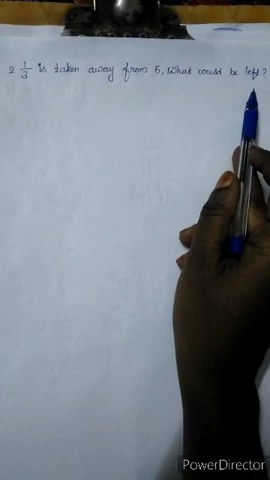 2 1/3 is taken away from 5, what would be left?
PowerDirector